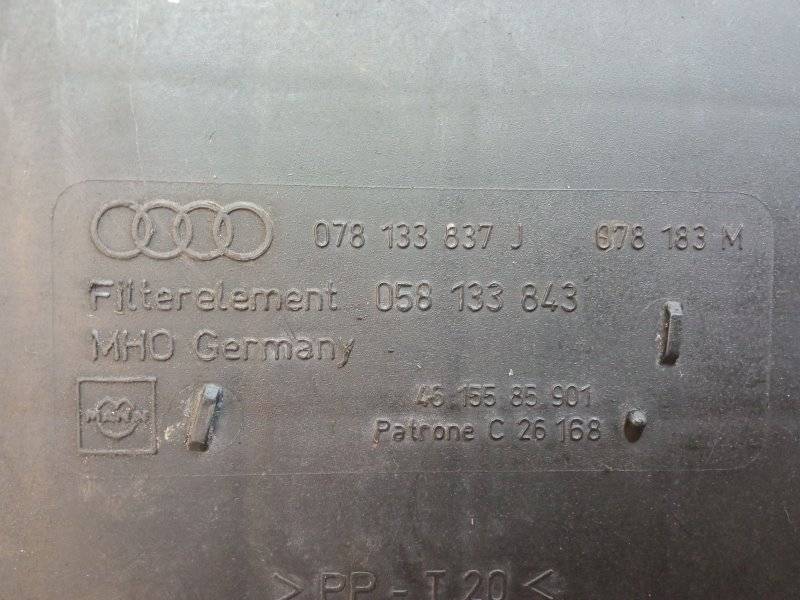 078 133 837 J 078 183 M
Filterelement 058 133 843
MHO Germany
46 155 85 901
MANN
Patrone C 26 168
> PP - T 20 <